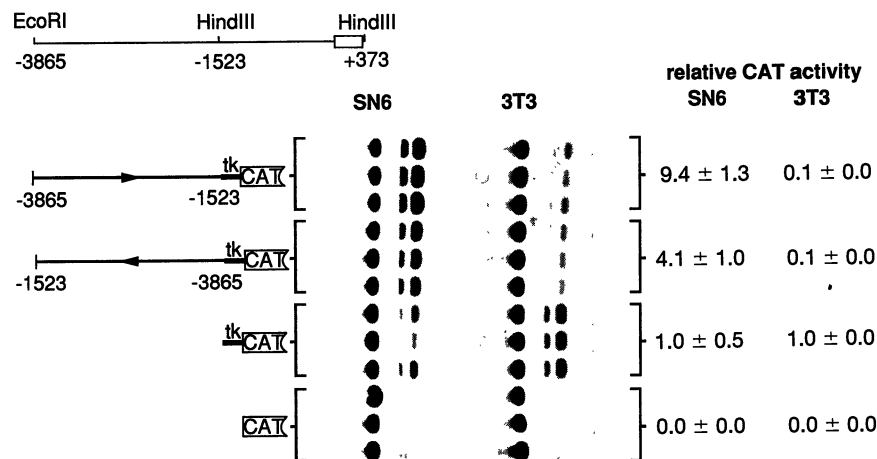 EcoRI HindIII HindIII
-3865 -1523 +373
relative CAT activity
SN6 3T3 SN6 3T3
tk
CAT 9.4 ± 1.3 0.1 ± 0.0
-3865 -1523
tk
CAT 4.1 ± 1.0 0.1 ± 0.0
-1523 -3865
tk
CAT 1.0 ± 0.5 1.0 ± 0.0
CAT 0.0 ± 0.0 0.0 ± 0.0